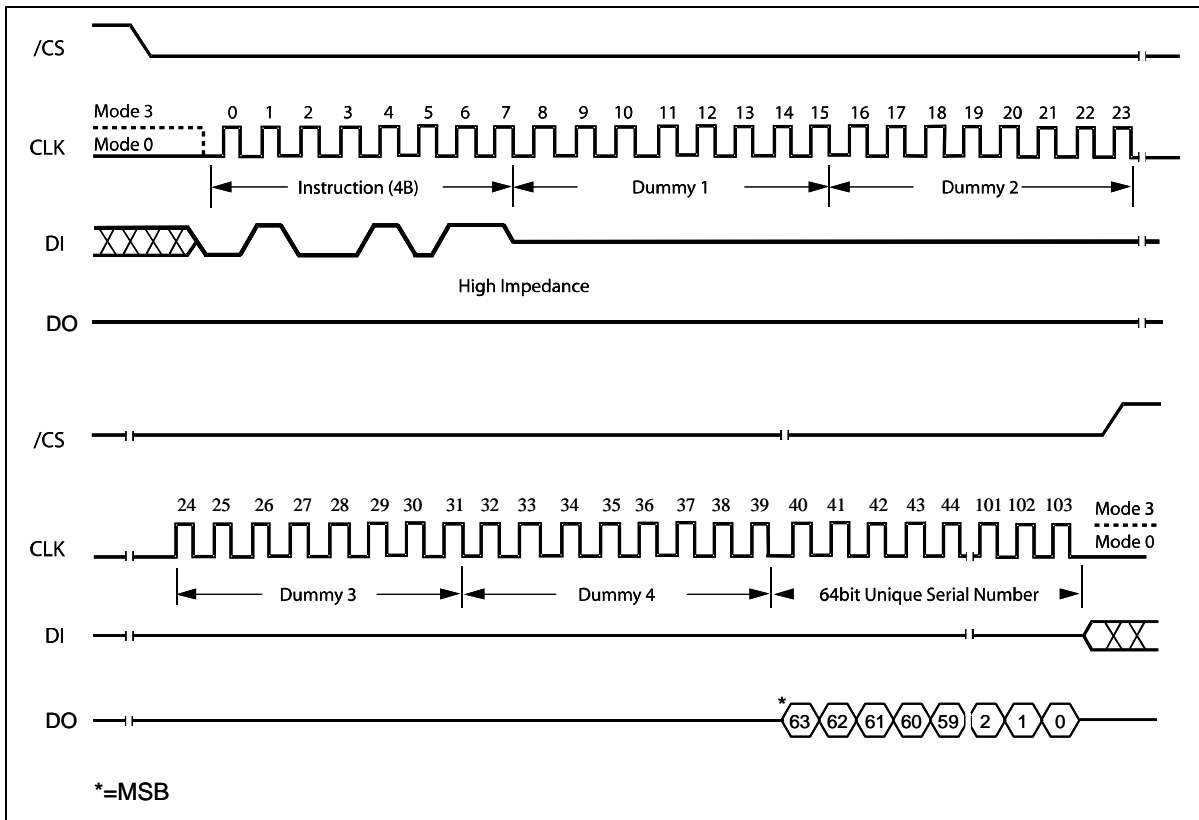 /CS
Mode 3
0 1 2 3 4 5 6 7 8 9 10 11 12 13 14 15 16 17 18 19 20 21 22 23
CLK
Mode 0
Instruction (4B) Dummy 1 Dummy 2
DI
High Impedance
DO
/CS
24 25 26 27 28 29 30 31 32 33 34 35 36 37 38 39 40 41 42 43 44 101 102 103
Mode 3
CLK
Mode 0
Dummy 3 Dummy 4 64bit Unique Serial Number
DI
*
DO 63 62 61 60 59 2 1 0
*=MSB